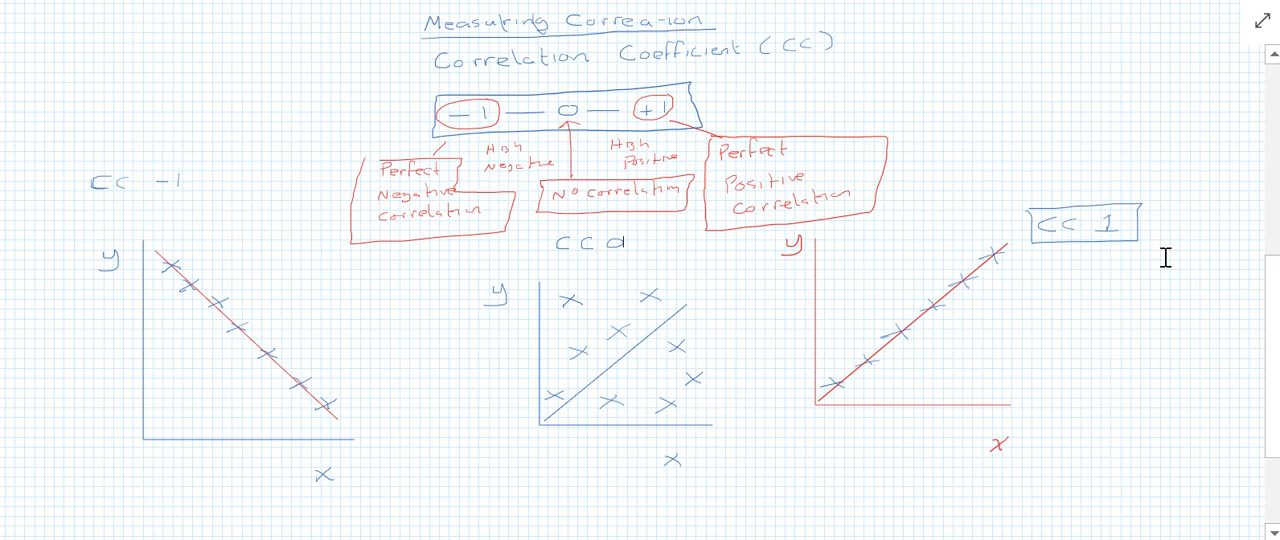 Measuring Correa-ion
Correlation Coefficient (CC)
-1 — 0 — +1
High
Negative
High
Positive
Perfect
Negative
Correlation
No Correlation
Perfect
Positive
Correlation
CC -1
CC 0
CC 1
y
x
y
x
y
x